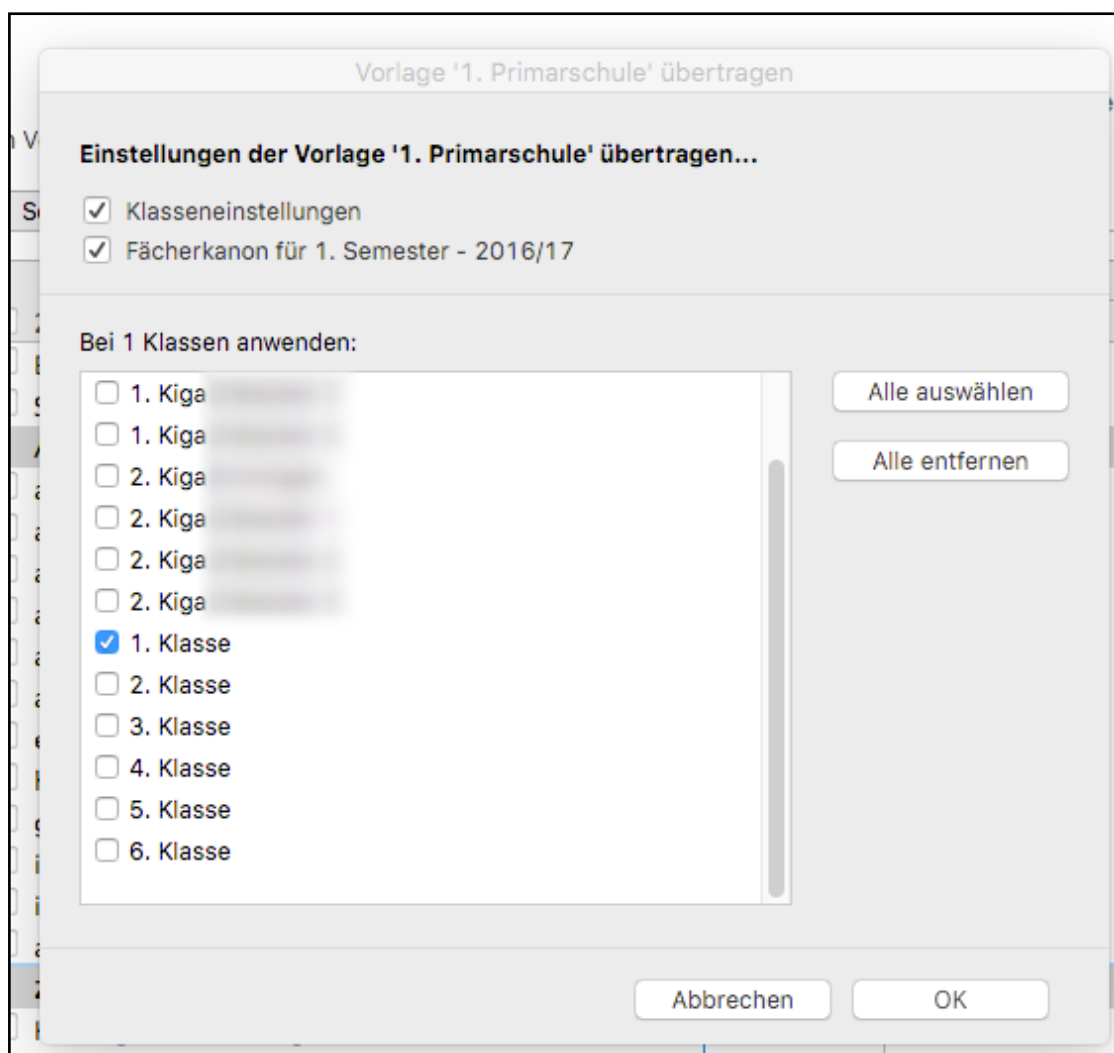 Vorlage '1. Primarschule' übertragen
Einstellungen der Vorlage '1. Primarschule' übertragen...
Klasseneinstellungen
Fächerkanon für 1. Semester - 2016/17
Bei 1 Klassen anwenden:
1. Kiga
1. Kiga
2. Kiga
2. Kiga
2. Kiga
2. Kiga
1. Klasse
2. Klasse
3. Klasse
4. Klasse
5. Klasse
6. Klasse
Alle auswählen
Alle entfernen
Abbrechen
OK